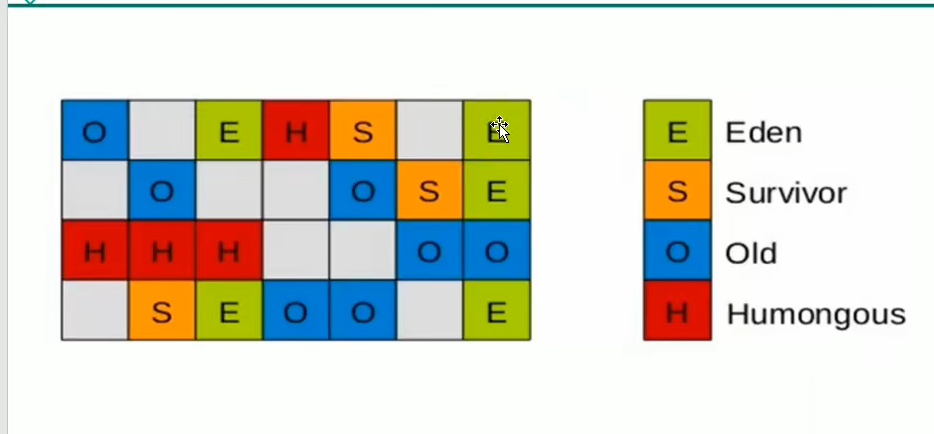 O E H S E
O O S E
H H H O O
S E O O E
E Eden
S Survivor
O Old
H Humongous